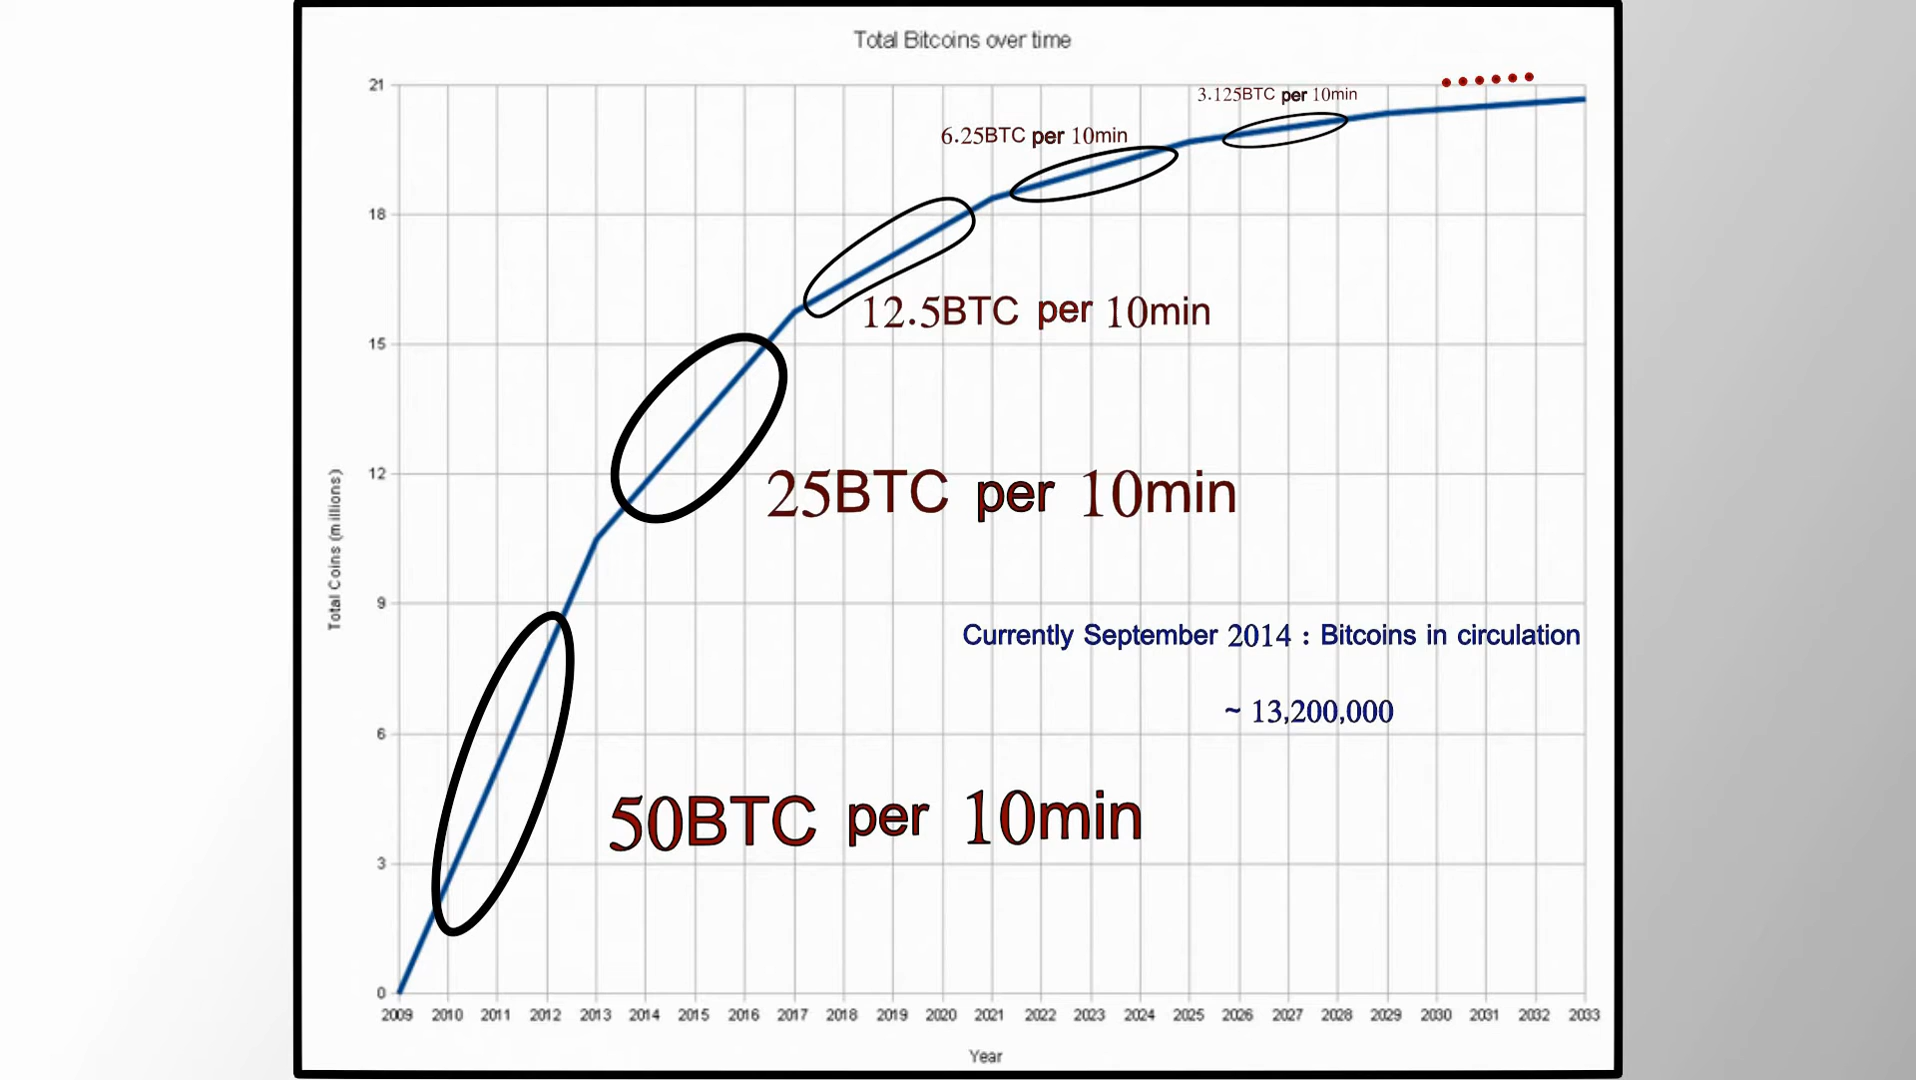 Total Bitcoins over time
21
3.125BTC per 10min
6.25BTC per 10min
18
12.5BTC per 10min
15
25BTC per 10min
12
Total Coins (millions)
9
Currently September 2014 : Bitcoins in circulation
~ 13,200,000
6
50BTC per 10min
3
0
2009 2010 2011 2012 2013 2014 2015 2016 2017 2018 2019 2020 2021 2022 2023 2024 2025 2026 2027 2028 2029 2030 2031 2032 2033
Year